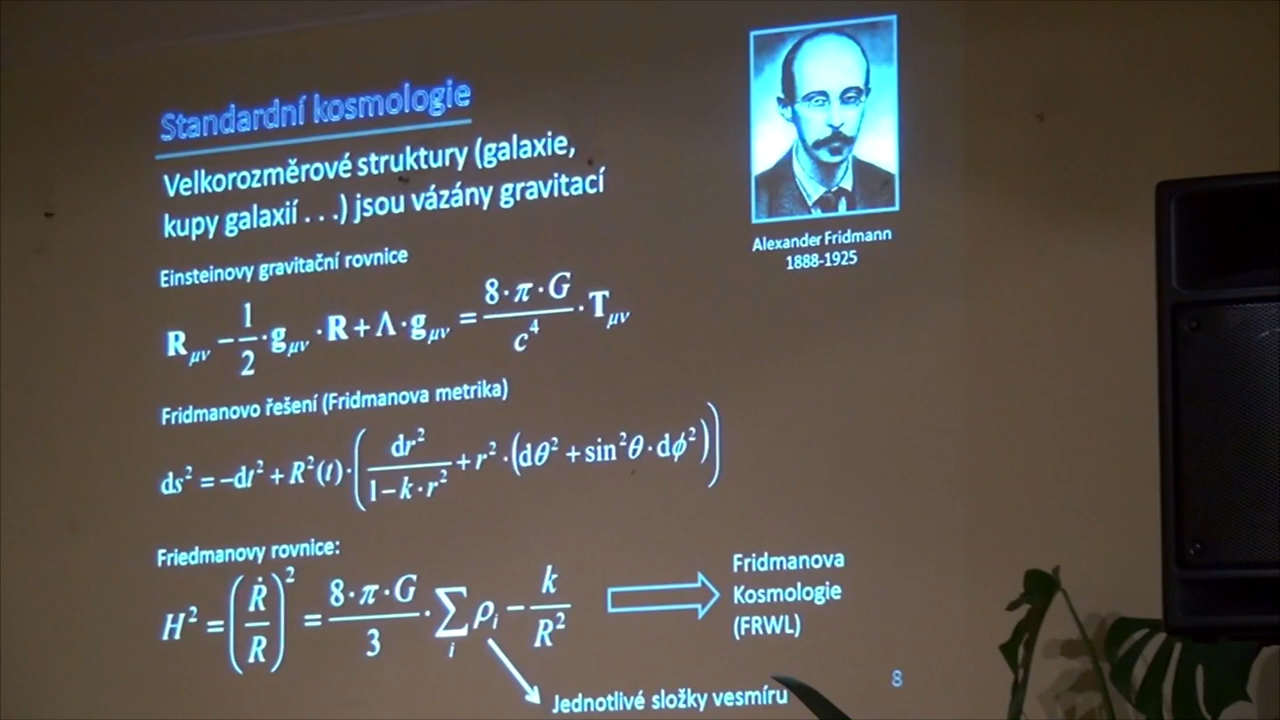 Standardní kosmologie
Velkorozměrové struktury (galaxie,
kupy galaxií . . .) jsou vázány gravitací
Alexander Fridmann
1888-1925
Einsteinovy gravitační rovnice
R_μν − 1/2 · g_μν · R + Λ · g_μν = 8·π·G/c⁴ · T_μν
Fridmanovo řešení (Fridmanova metrika)
ds² = −dt² + R²(t) · (dr²/(1−k·r²) + r² · (dθ² + sin²θ · dϕ²))
Friedmanovy rovnice:
H² = (Ṙ/R)² = 8·π·G/3 · ∑_i ρ_i − k/R²
Fridmanova
Kosmologie
(FRWL)
Jednotlivé složky vesmíru
8